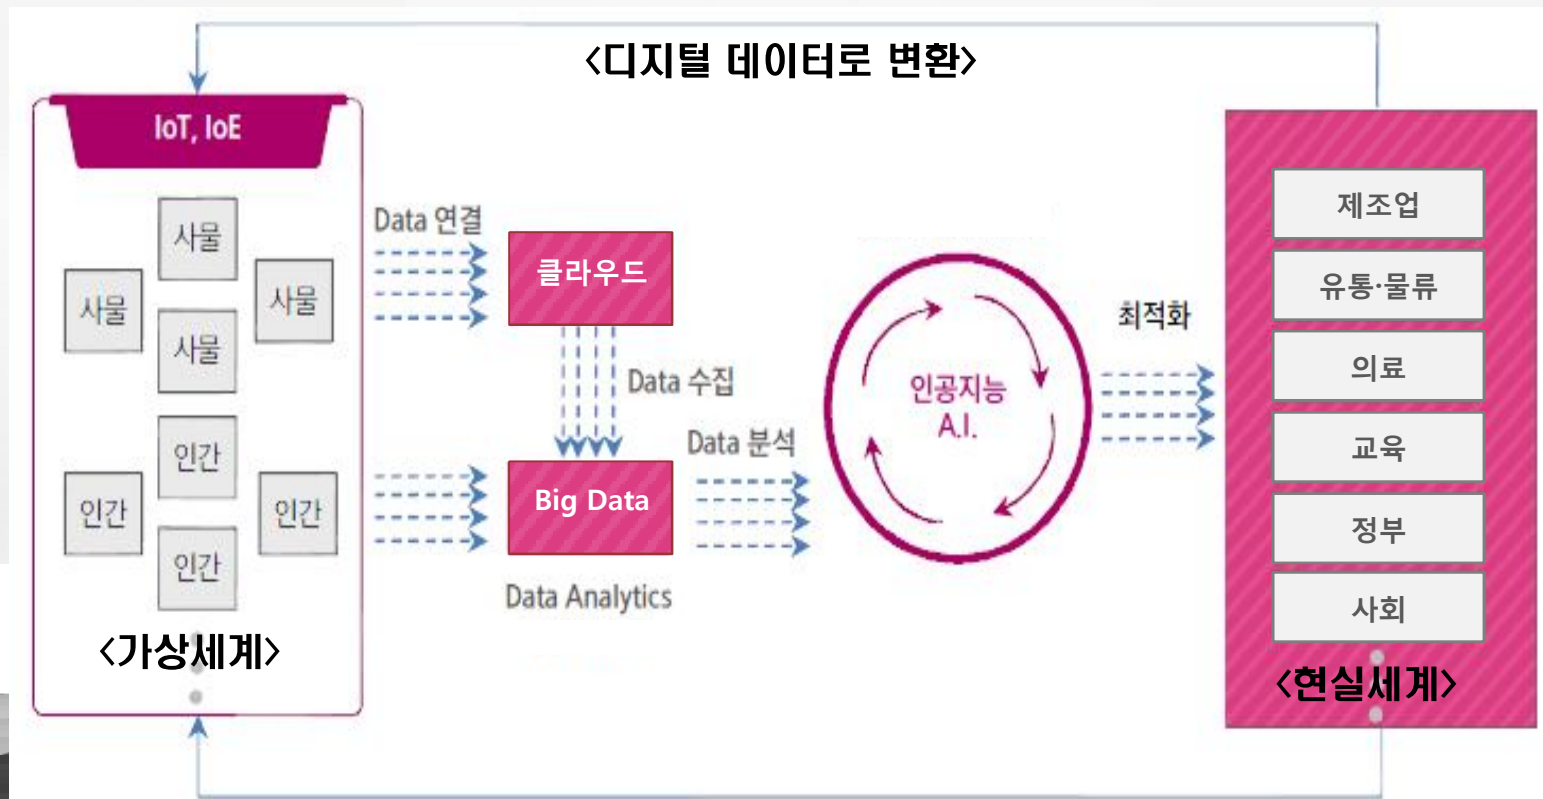 <디지털 데이터로 변환>
IoT, IoE
사물
사물
사물
사물
인간
인간
인간
인간
<가상세계>
Data 연결
클라우드
Data 수집
Big Data
Data Analytics
Data 분석
인공지능
A.I.
최적화
제조업
유통·물류
의료
교육
정부
사회
<현실세계>